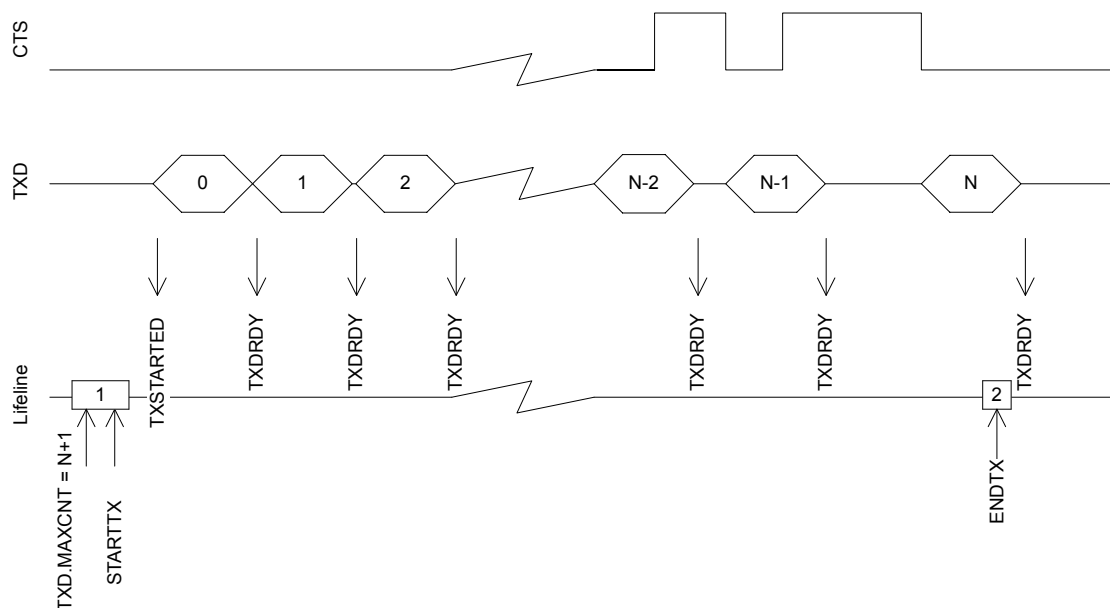 CTS
TXD
0
1
2
N-2
N-1
N
Lifeline
1
TXSTARTED
TXDRDY
TXDRDY
TXDRDY
TXDRDY
TXDRDY
2
TXDRDY
TXD.MAXCNT = N+1
STARTTX
ENDTX